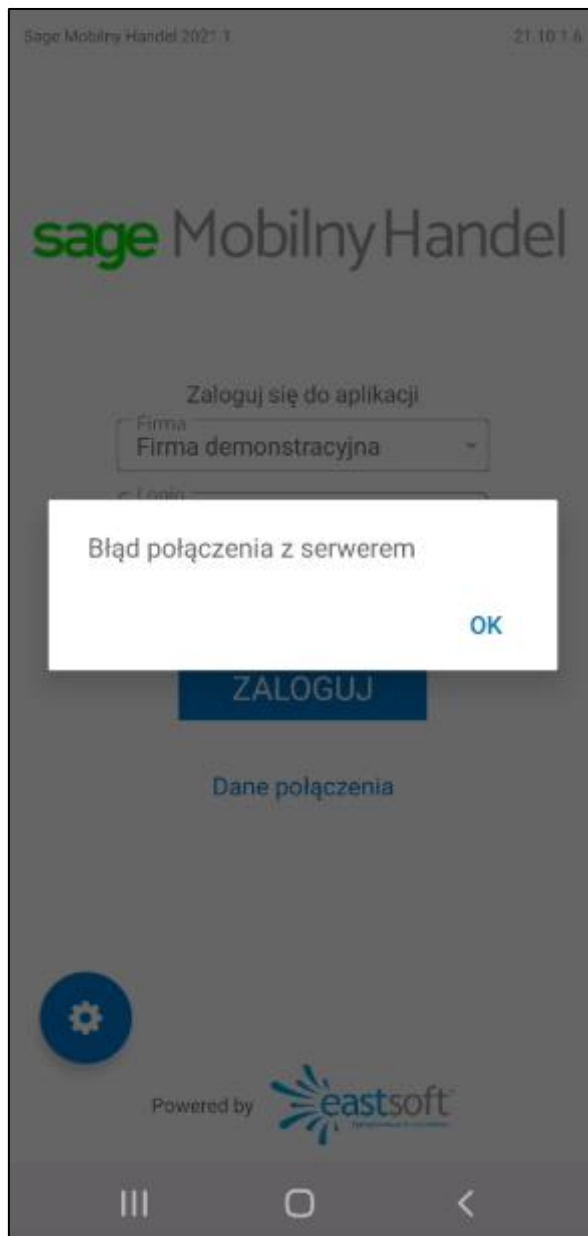 Sage Mobilny Handel 2021.1
21.10.1.6
sage Mobilny Handel
Zaloguj się do aplikacji
Firma
Firma demonstracyjna
Login
Błąd połączenia z serwerem
OK
ZALOGUJ
Dane połączenia
Powered by
eastsoft